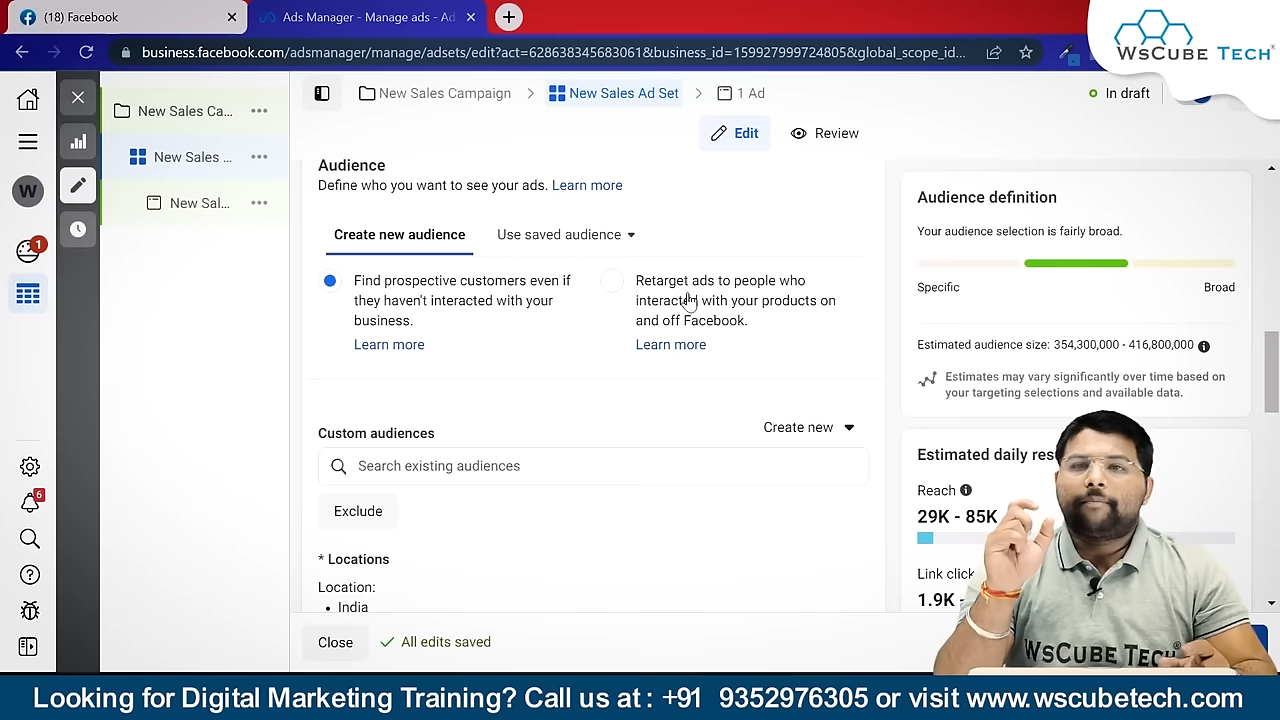 (18) Facebook
Ads Manager - Manage ads - Ad
WsCube Tech
business.facebook.com/adsmanager/manage/adsets/edit?act=628638345683061&business_id=1599279997248058&global_scope_id...
New Sales Ca...
New Sales ...
New Sal...
W
1
6
New Sales Campaign > New Sales Ad Set > 1 Ad
In draft
Edit
Review
Audience
Define who you want to see your ads. Learn more
Create new audience
Use saved audience
Find prospective customers even if
they haven't interacted with your
business.
Learn more
Retarget ads to people who
interacted with your products on
and off Facebook.
Learn more
Custom audiences
Create new
Search existing audiences
Exclude
* Locations
Location:
• India
Close
All edits saved
Audience definition
Your audience selection is fairly broad.
Specific
Broad
Estimated audience size: 354,300,000 - 416,800,000
Estimates may vary significantly over time based on
your targeting selections and available data.
Estimated daily res
Reach
29K - 85K
Link click
1.9K -
WsCube Tech
Looking for Digital Marketing Training? Call us at : +91 9352976305 or visit www.wscubetech.com